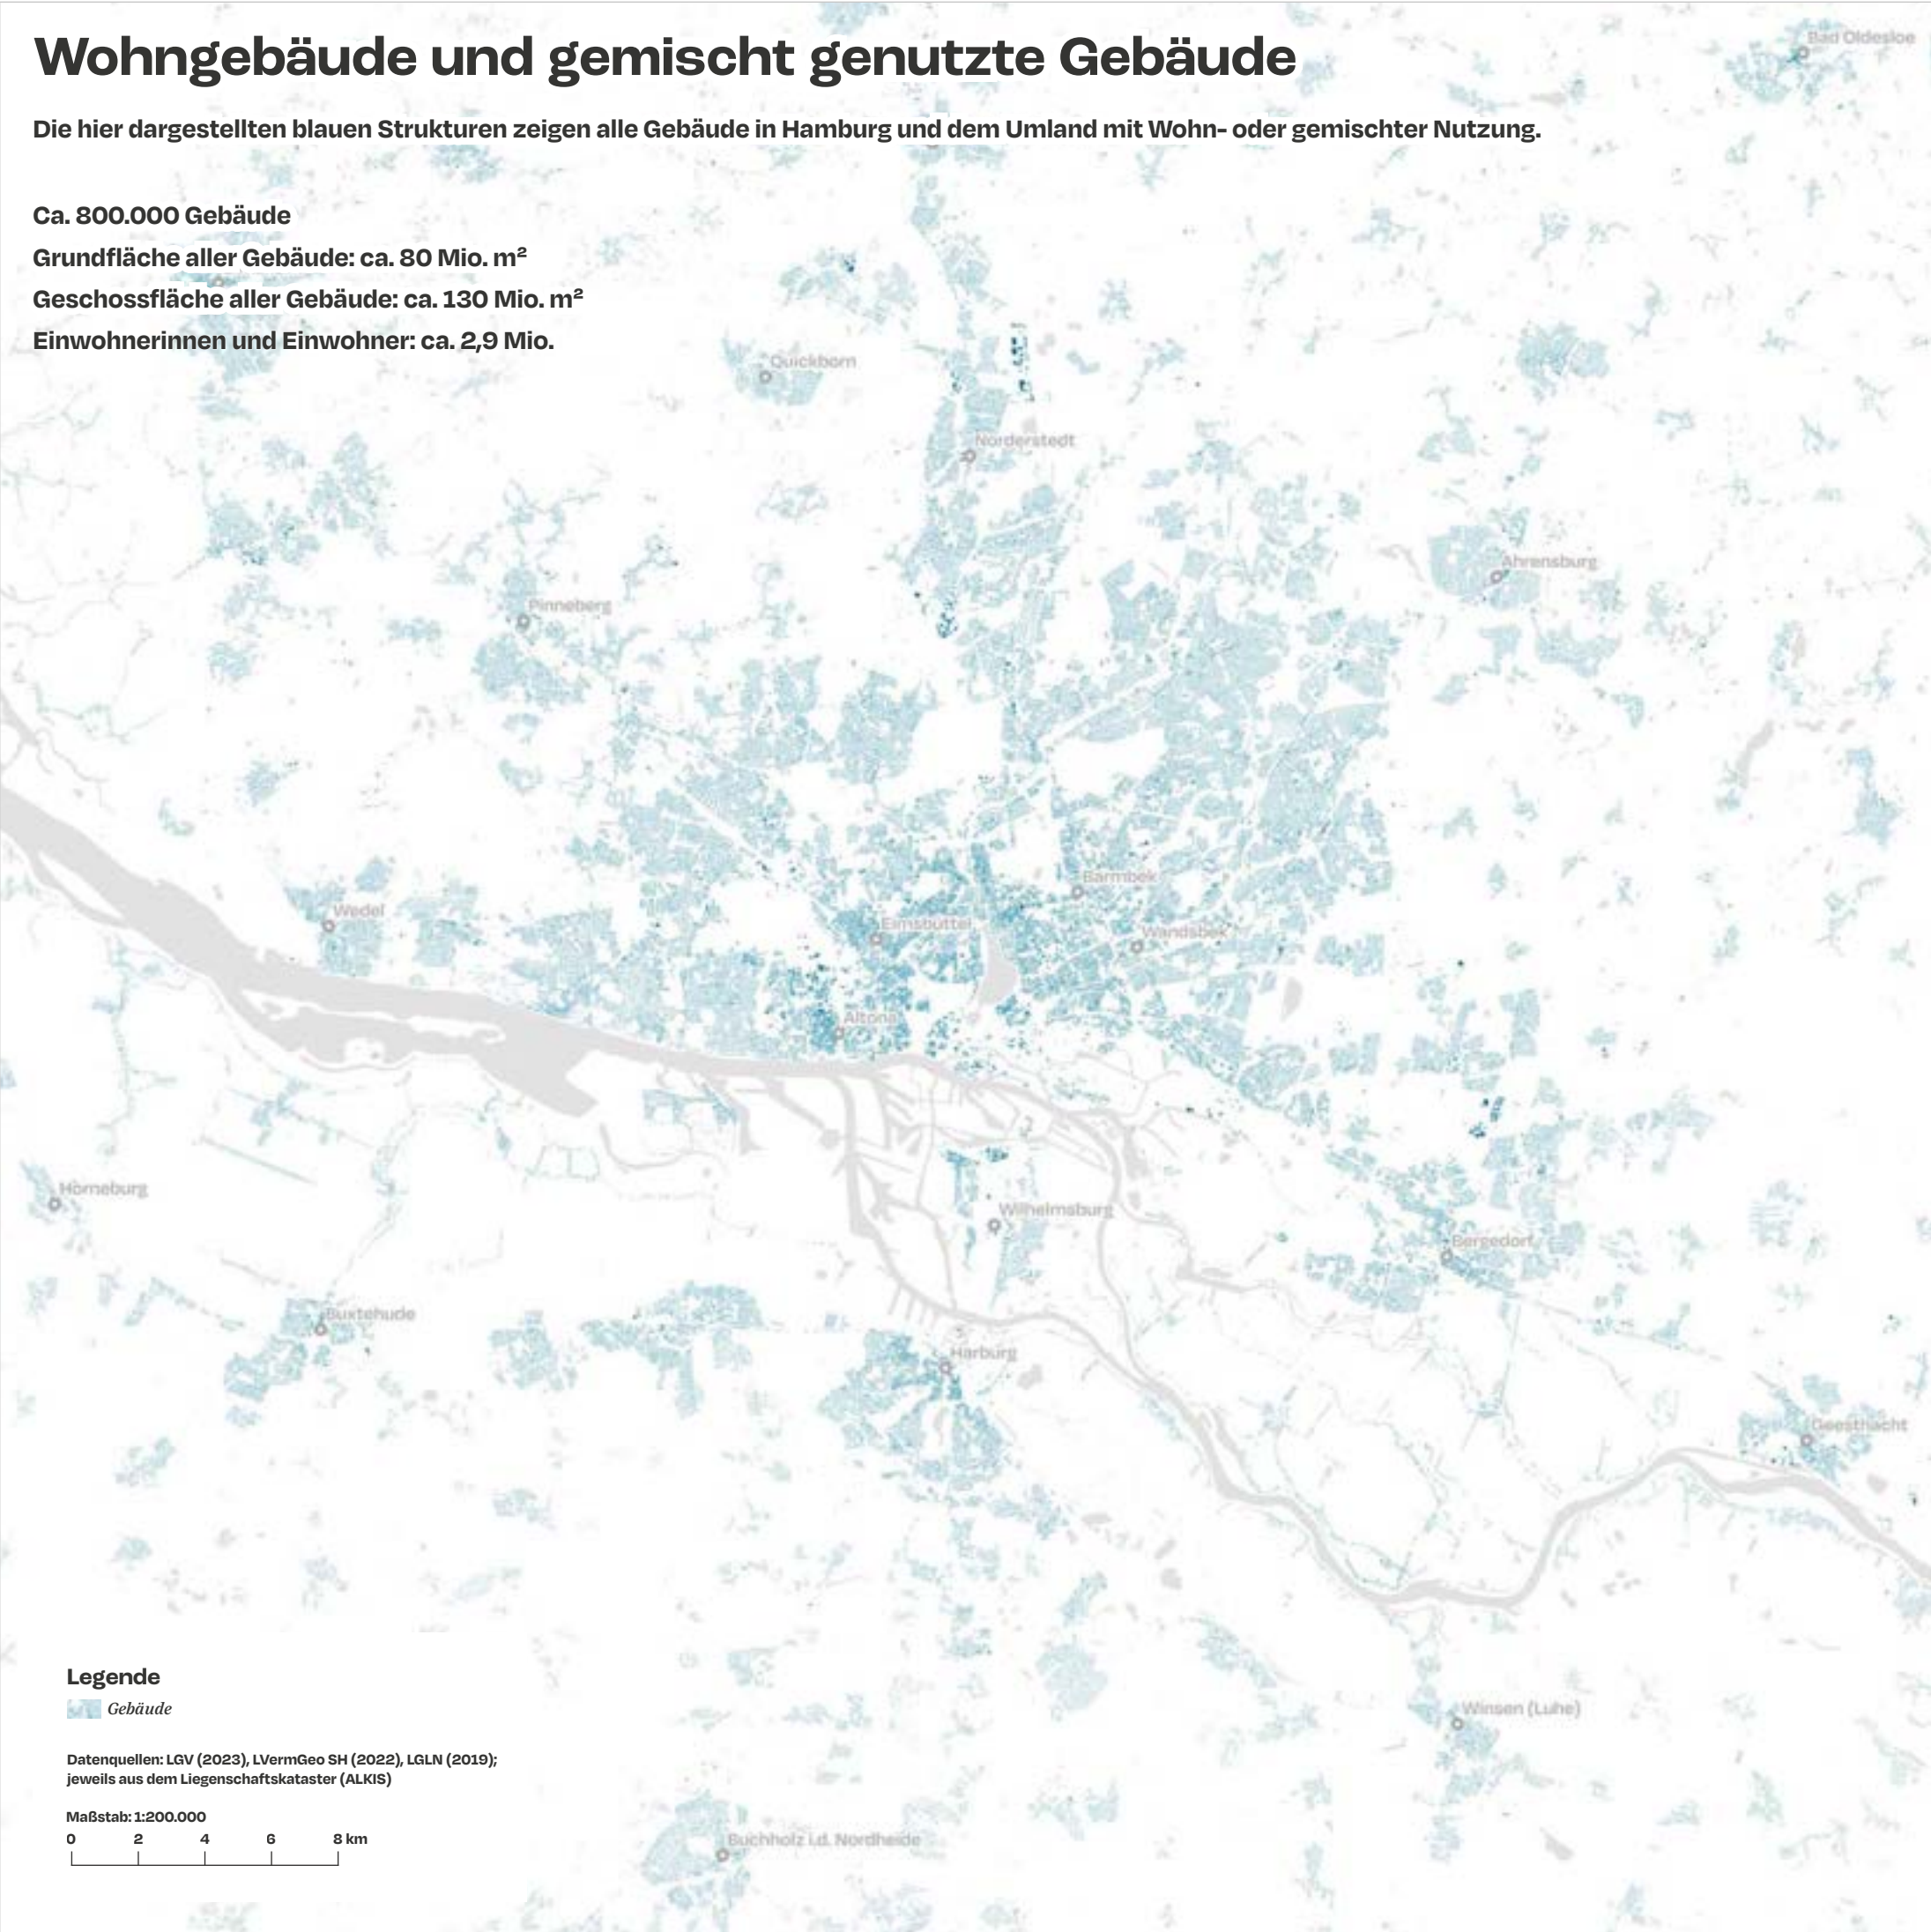 Wohngebäude und gemischt genutzte Gebäude
Die hier dargestellten blauen Strukturen zeigen alle Gebäude in Hamburg und dem Umland mit Wohn- oder gemischter Nutzung.
Ca. 800.000 Gebäude
Grundfläche aller Gebäude: ca. 80 Mio. m²
Geschossfläche aller Gebäude: ca. 130 Mio. m²
Einwohnerinnen und Einwohner: ca. 2,9 Mio.
Bad Oldesloe
Quickborn
Norderstedt
Ahrensburg
Pinneberg
Barmbek
Wedel
Eimsbüttel
Wandsbek
Altona
Horneburg
Wilhelmsburg
Bergedorf
Buxtehude
Harburg
Geesthacht
Winsen (Luhe)
Buchholz i.d. Nordheide
Legende
Gebäude
Datenquellen: LGV (2023), LVermGeo SH (2022), LGLN (2019);
jeweils aus dem Liegenschaftskataster (ALKIS)
Maßstab: 1:200.000
0 2 4 6 8 km